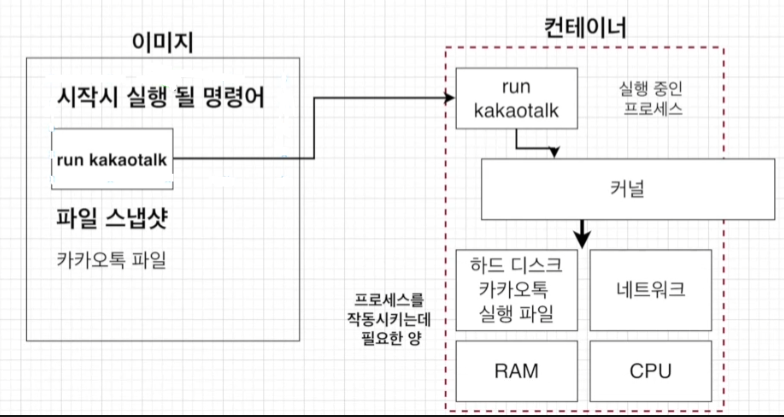 이미지
시작시 실행 될 명령어
run kakaotalk
파일 스냅샷
카카오톡 파일
컨테이너
run
kakaotalk
실행 중인
프로세스
커널
하드 디스크
카카오톡
실행 파일
네트워크
프로세스를
작동시키는데
필요한 양
RAM
CPU